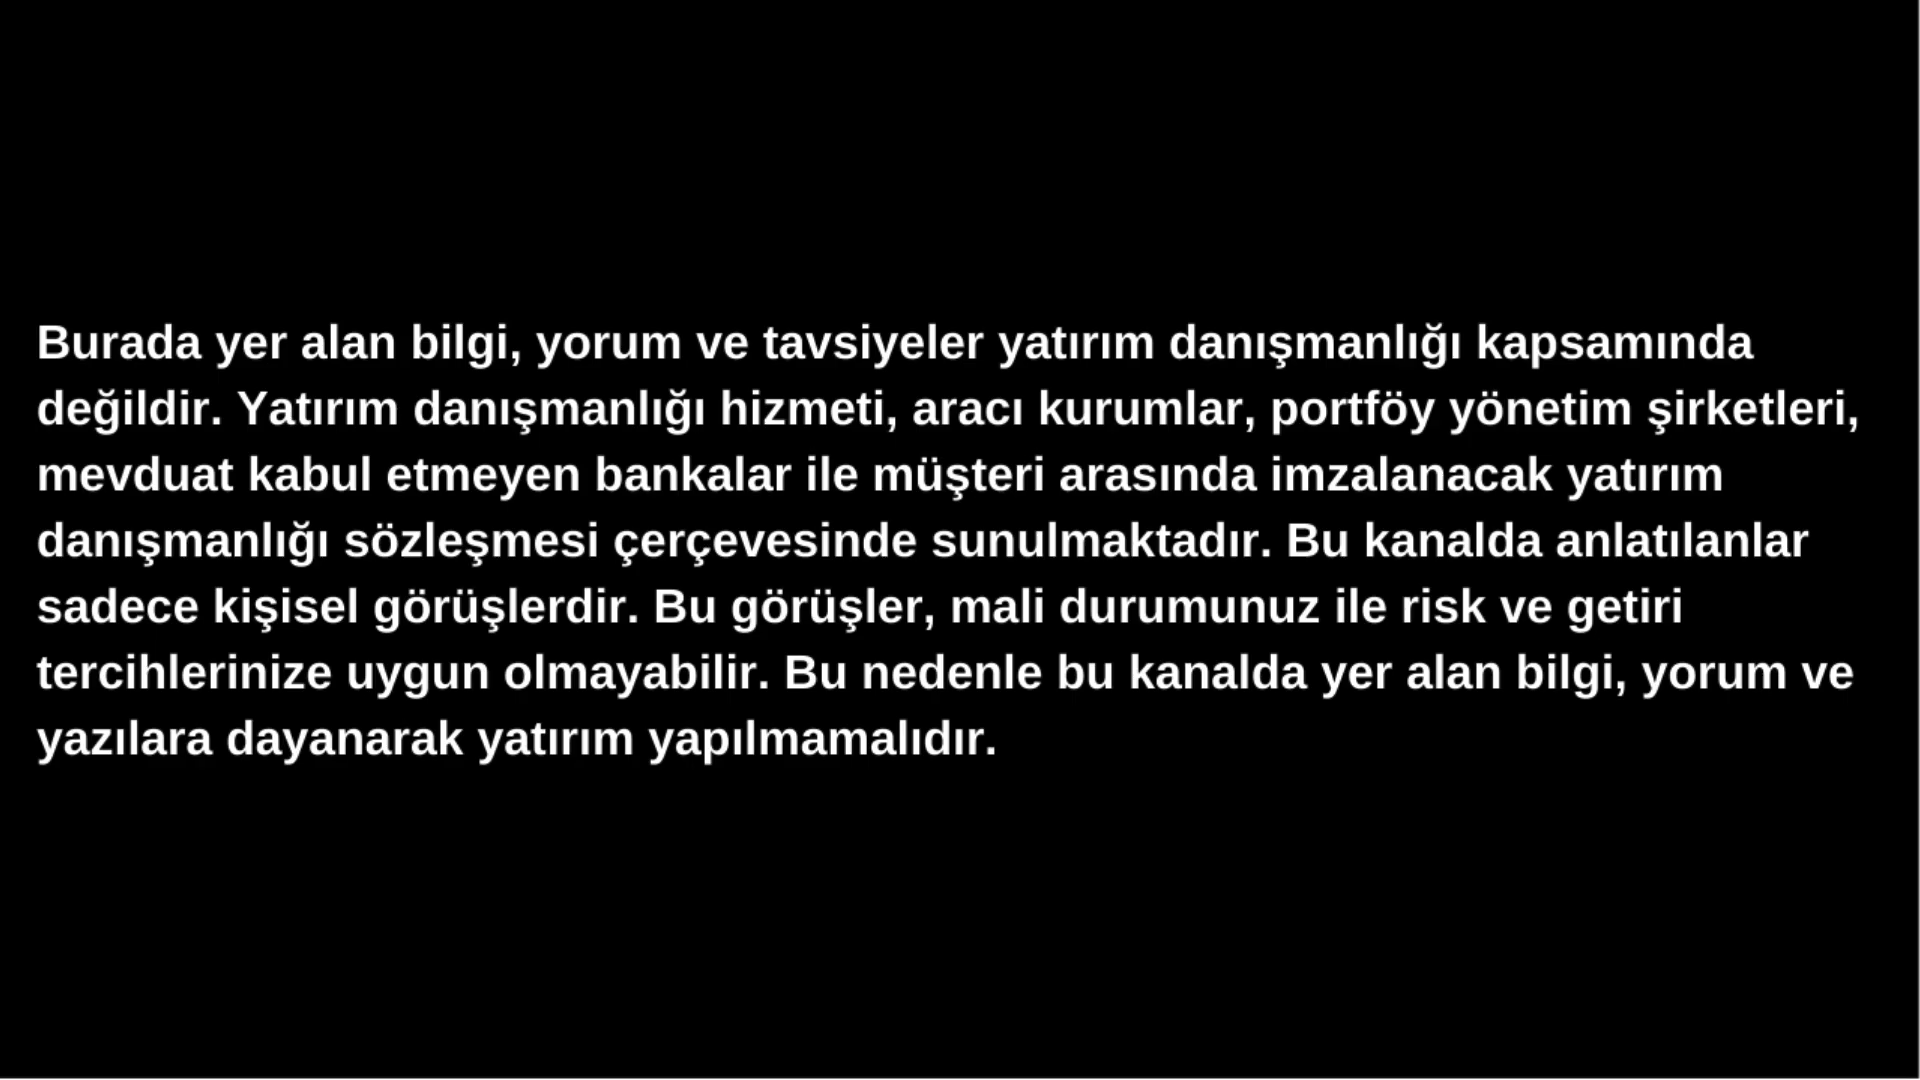 Burada yer alan bilgi, yorum ve tavsiyeler yatırım danışmanlığı kapsamında
değildir. Yatırım danışmanlığı hizmeti, aracı kurumlar, portföy yönetim şirketleri,
mevduat kabul etmeyen bankalar ile müşteri arasında imzalanacak yatırım
danışmanlığı sözleşmesi çerçevesinde sunulmaktadır. Bu kanalda anlatılanlar
sadece kişisel görüşlerdir. Bu görüşler, mali durumunuz ile risk ve getiri
tercihlerinize uygun olmayabilir. Bu nedenle bu kanalda yer alan bilgi, yorum ve
yazılara dayanarak yatırım yapılmamalıdır.